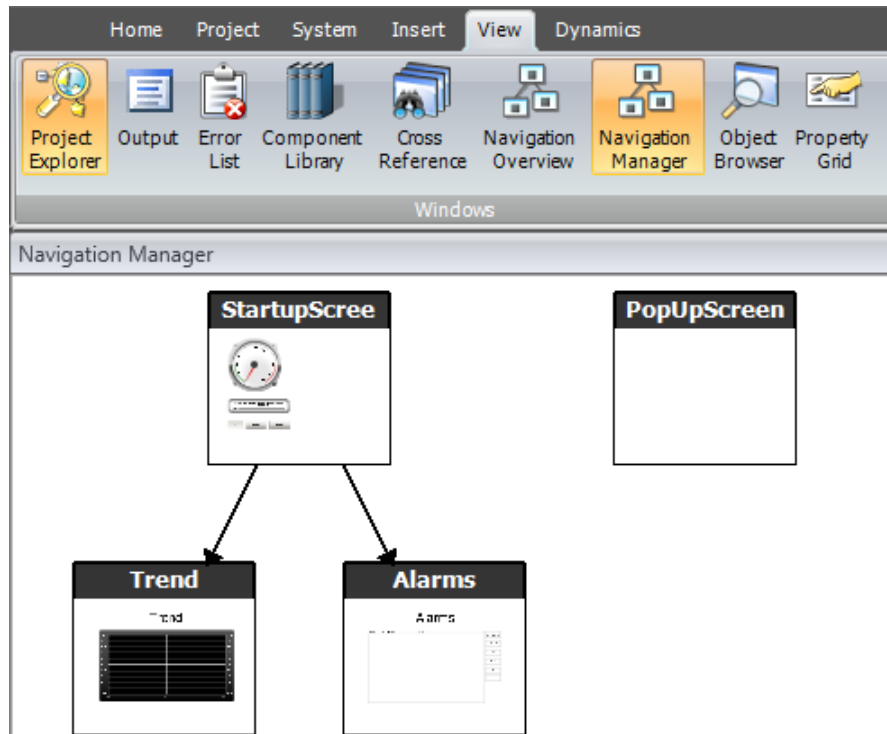 Home Project System Insert View Dynamics
Project Explorer
Output
Error List
Component Library
Cross Reference
Navigation Overview
Navigation Manager
Object Browser
Property Grid
Windows
Navigation Manager
StartupScree
PopUpScreen
Trend
Trend
Alarms
Alarms